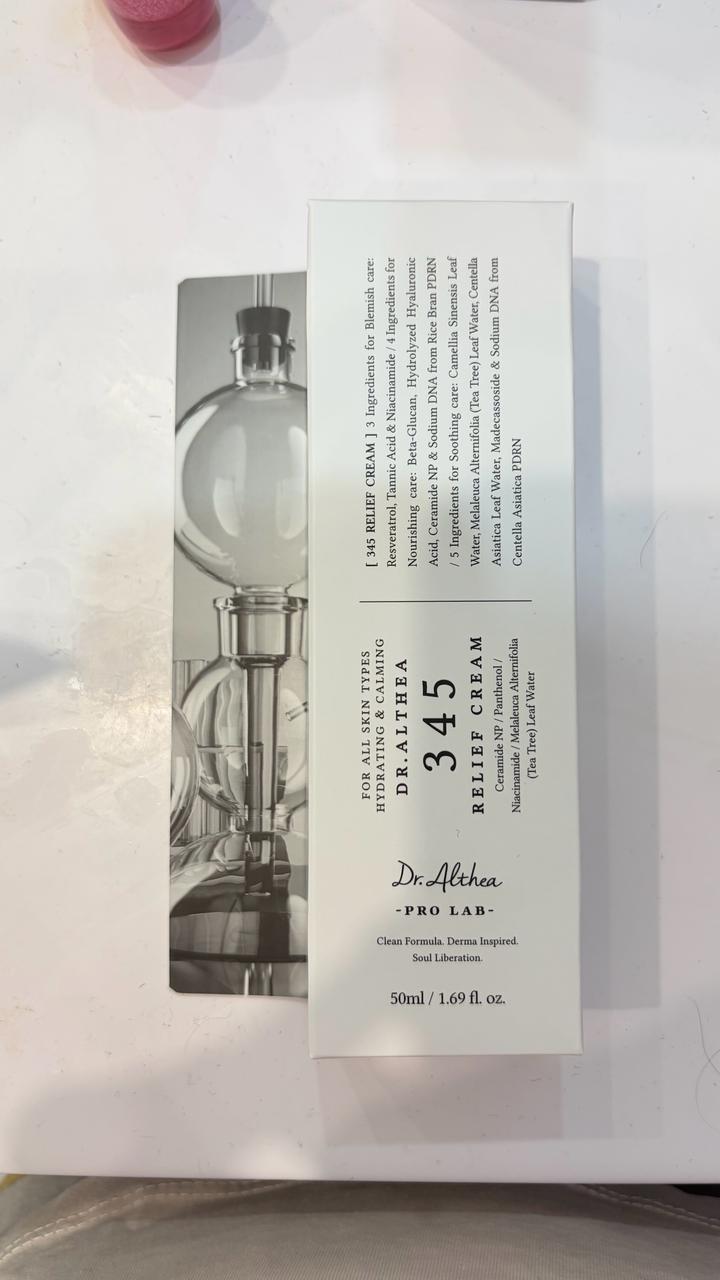 [ 345 RELIEF CREAM ] 3 Ingredients for Blemish care:
Resveratrol, Tannic Acid & Niacinamide / 4 Ingredients for
Nourishing care: Beta-Glucan, Hydrolyzed Hyaluronic
Acid, Ceramide NP & Sodium DNA from Rice Bran PDRN
/ 5 Ingredients for Soothing care: Camellia Sinensis Leaf
Water, Melaleuca Alternifolia (Tea Tree) Leaf Water, Centella
Asiatica Leaf Water, Madecassoside & Sodium DNA from
Centella Asiatica PDRN
FOR ALL SKIN TYPES
HYDRATING & CALMING
DR.ALTHEA
345
RELIEF CREAM
Ceramide NP / Panthenol /
Niacinamide / Melaleuca Alternifolia
(Tea Tree) Leaf Water
Dr.Althea
-PRO LAB-
Clean Formula. Derma Inspired.
Soul Liberation.
50ml / 1.69 fl. oz.